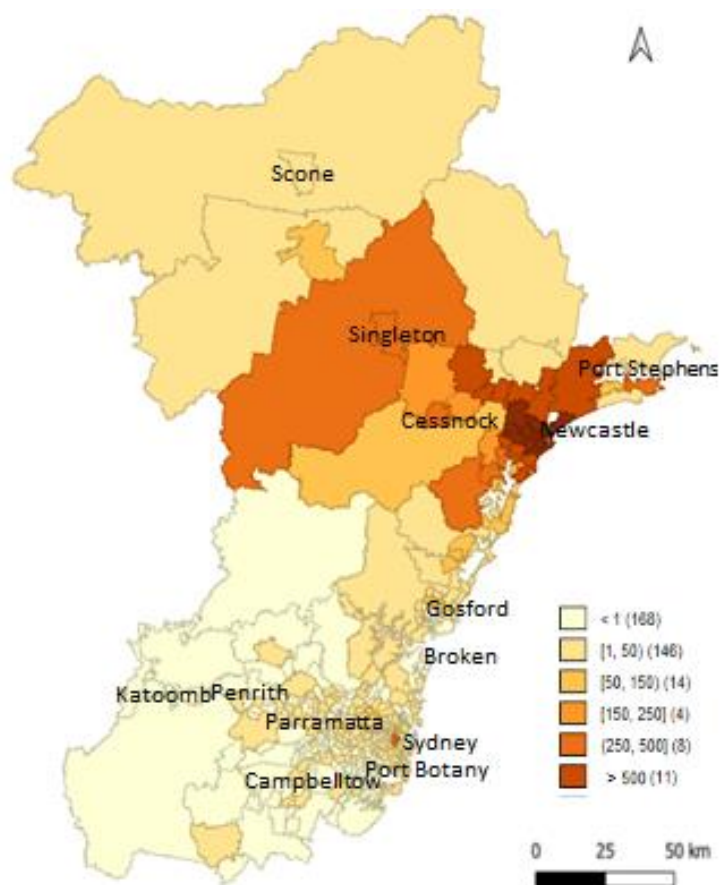 Scone
Singleton
Port Stephens
Cessnock
Newcastle
Gosford
Broken
Katoomb
Penrith
Parramatta
Sydney
Port Botany
Campbelltow
< 1 (168)
[1, 50) (146)
[50, 150) (14)
[150, 250] (4)
(250, 500] (8)
> 500 (11)
0 25 50 km